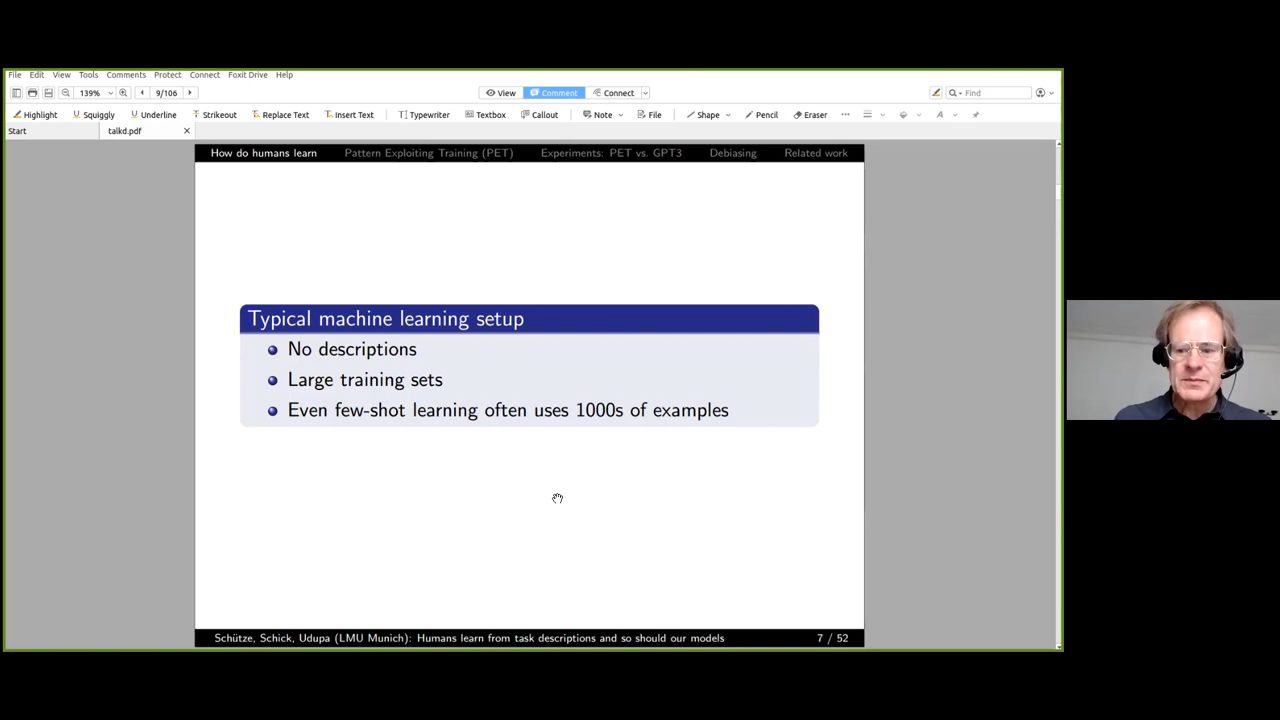 File Edit View Tools Comments Protect Connect Foxit Drive Help
139% 9/106 View Comment Connect Find
Highlight Squiggly Underline Strikeout Replace Text Insert Text Typewriter Textbox Callout Note File Shape Pencil Eraser
Start talkd.pdf
How do humans learn Pattern Exploiting Training (PET) Experiments: PET vs. GPT3 Debiasing Related work
Typical machine learning setup
No descriptions
Large training sets
Even few-shot learning often uses 1000s of examples
Schütze, Schick, Udupa (LMU Munich): Humans learn from task descriptions and so should our models 7 / 52